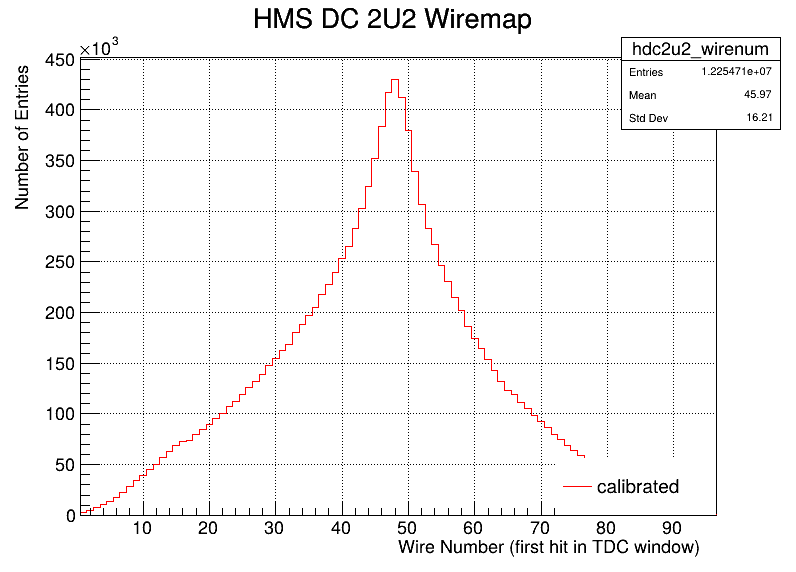 HMS DC 2U2 Wiremap
hdc2u2_wirenum
Entries 1.225471e+07
Mean 45.97
Std Dev 16.21
×10³
450
400
350
300
250
200
150
100
50
0
Number of Entries
calibrated
10 20 30 40 50 60 70 80 90
Wire Number (first hit in TDC window)